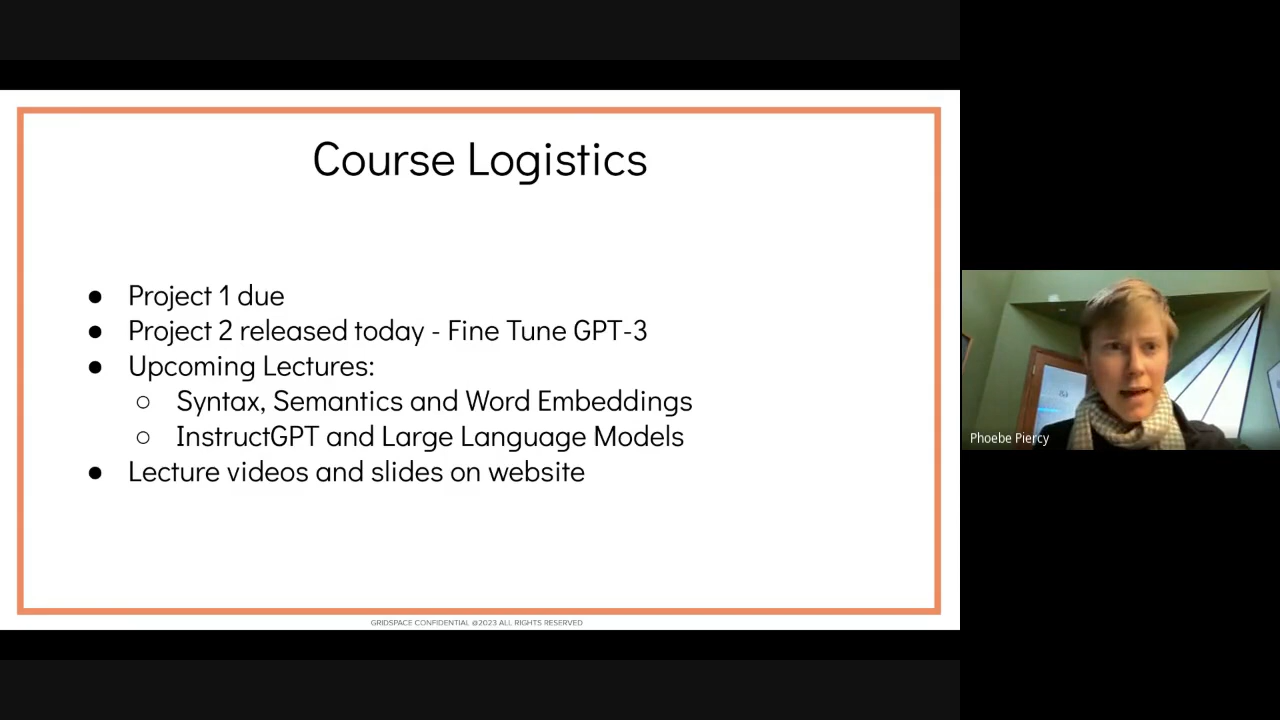 Course Logistics
● Project 1 due
● Project 2 released today - Fine Tune GPT-3
● Upcoming Lectures:
○ Syntax, Semantics and Word Embeddings
○ InstructGPT and Large Language Models
● Lecture videos and slides on website
GRIDSPACE CONFIDENTIAL @2023 ALL RIGHTS RESERVED
Phoebe Piercy